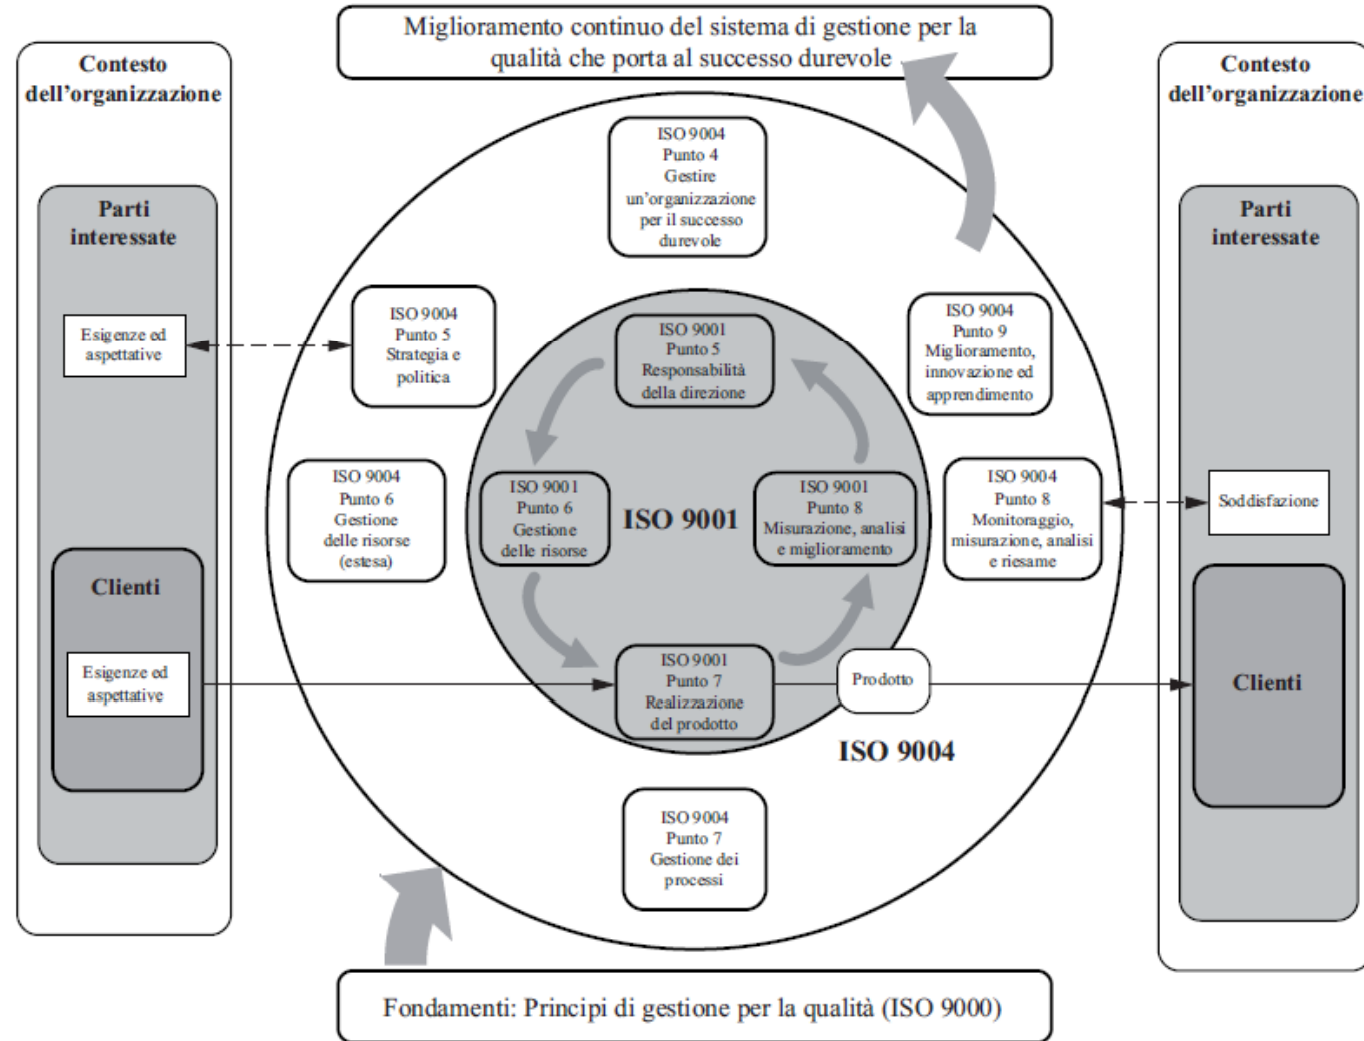 Miglioramento continuo del sistema di gestione per la
qualità che porta al successo durevole
Contesto
dell'organizzazione
Parti
interessate
Esigenze ed
aspettative
Clienti
Esigenze ed
aspettative
ISO 9004
Punto 4
Gestire
un'organizzazione
per il successo
durevole
ISO 9004
Punto 5
Strategia e
politica
ISO 9004
Punto 6
Gestione
delle risorse
(estesa)
ISO 9001
Punto 5
Responsabilità
della direzione
ISO 9001
Punto 6
Gestione
delle risorse
ISO 9001
ISO 9001
Punto 8
Misurazione, analisi
e miglioramento
ISO 9001
Punto 7
Realizzazione
del prodotto
Prodotto
ISO 9004
ISO 9004
Punto 9
Miglioramento,
innovazione ed
apprendimento
ISO 9004
Punto 8
Monitoraggio,
misurazione, analisi
e riesame
ISO 9004
Punto 7
Gestione dei
processi
Contesto
dell'organizzazione
Parti
interessate
Soddisfazione
Clienti
Fondamenti: Principi di gestione per la qualità (ISO 9000)